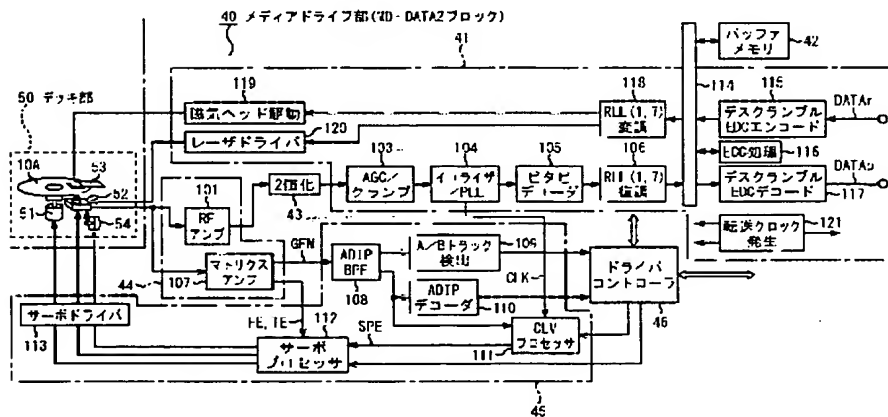 40 メディアドライブ部(MD-DATA2ブロック)
41
バッファ
メモリ
42
50 デッキ部
10A
51
52
53
54
119
磁気ヘッド駆動
120
レーザドライバ
118
RLL(1,7)
変調
114
115
デスクランブル
EDCエンコード
DATAr
103
AGC/
クランプ
104
イコライザ
/PLL
105
ビタビ
デコーダ
106
RLL(1,7)
復調
ECC処理
116
デスクランブル
EDCデコード
117
DATAp
101
RF
アンプ
2値化
43
転送クロック
発生
121
44
マトリクス
アンプ
107
GFM
ADIP
BPF
108
A/Bトラック
検出
109
ADIP
デコーダ
110
CLK
ドライバ
コントローラ
46
サーボドライバ
113
FE,TE
112
サーボ
プロセッサ
SPE
CLV
プロセッサ
111
45